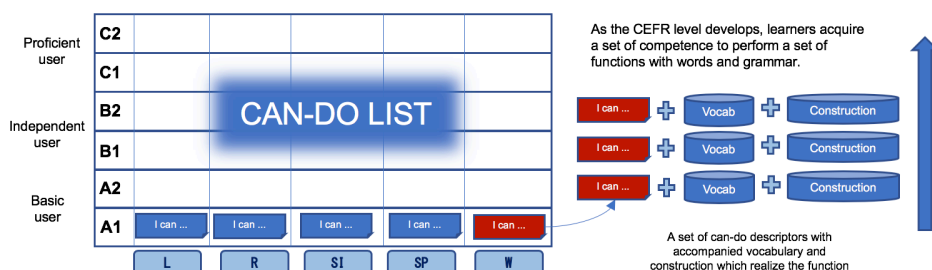 Proficient
user
Independent
user
Basic
user
C2
C1
B2
B1
A2
A1
CAN-DO LIST
I can ...
I can ...
I can ...
I can ...
I can ...
L
R
SI
SP
W
As the CEFR level develops, learners acquire
a set of competence to perform a set of
functions with words and grammar.
I can ... Vocab Construction
I can ... Vocab Construction
I can ... Vocab Construction
A set of can-do descriptors with
accompanied vocabulary and
construction which realize the function